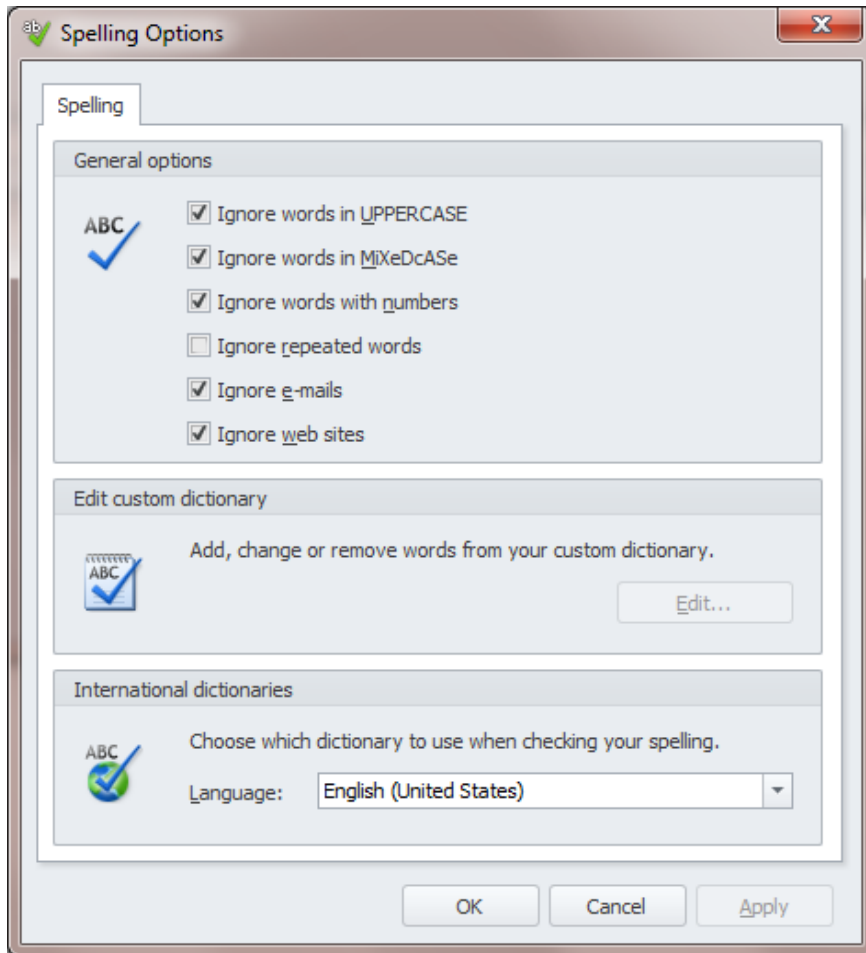 ab
Spelling Options
Spelling
General options
ABC
Ignore words in UPPERCASE
Ignore words in MiXeDcASe
Ignore words with numbers
Ignore repeated words
Ignore e-mails
Ignore web sites
Edit custom dictionary
ABC
Add, change or remove words from your custom dictionary.
Edit...
International dictionaries
ABC
Choose which dictionary to use when checking your spelling.
Language: English (United States)
OK Cancel Apply